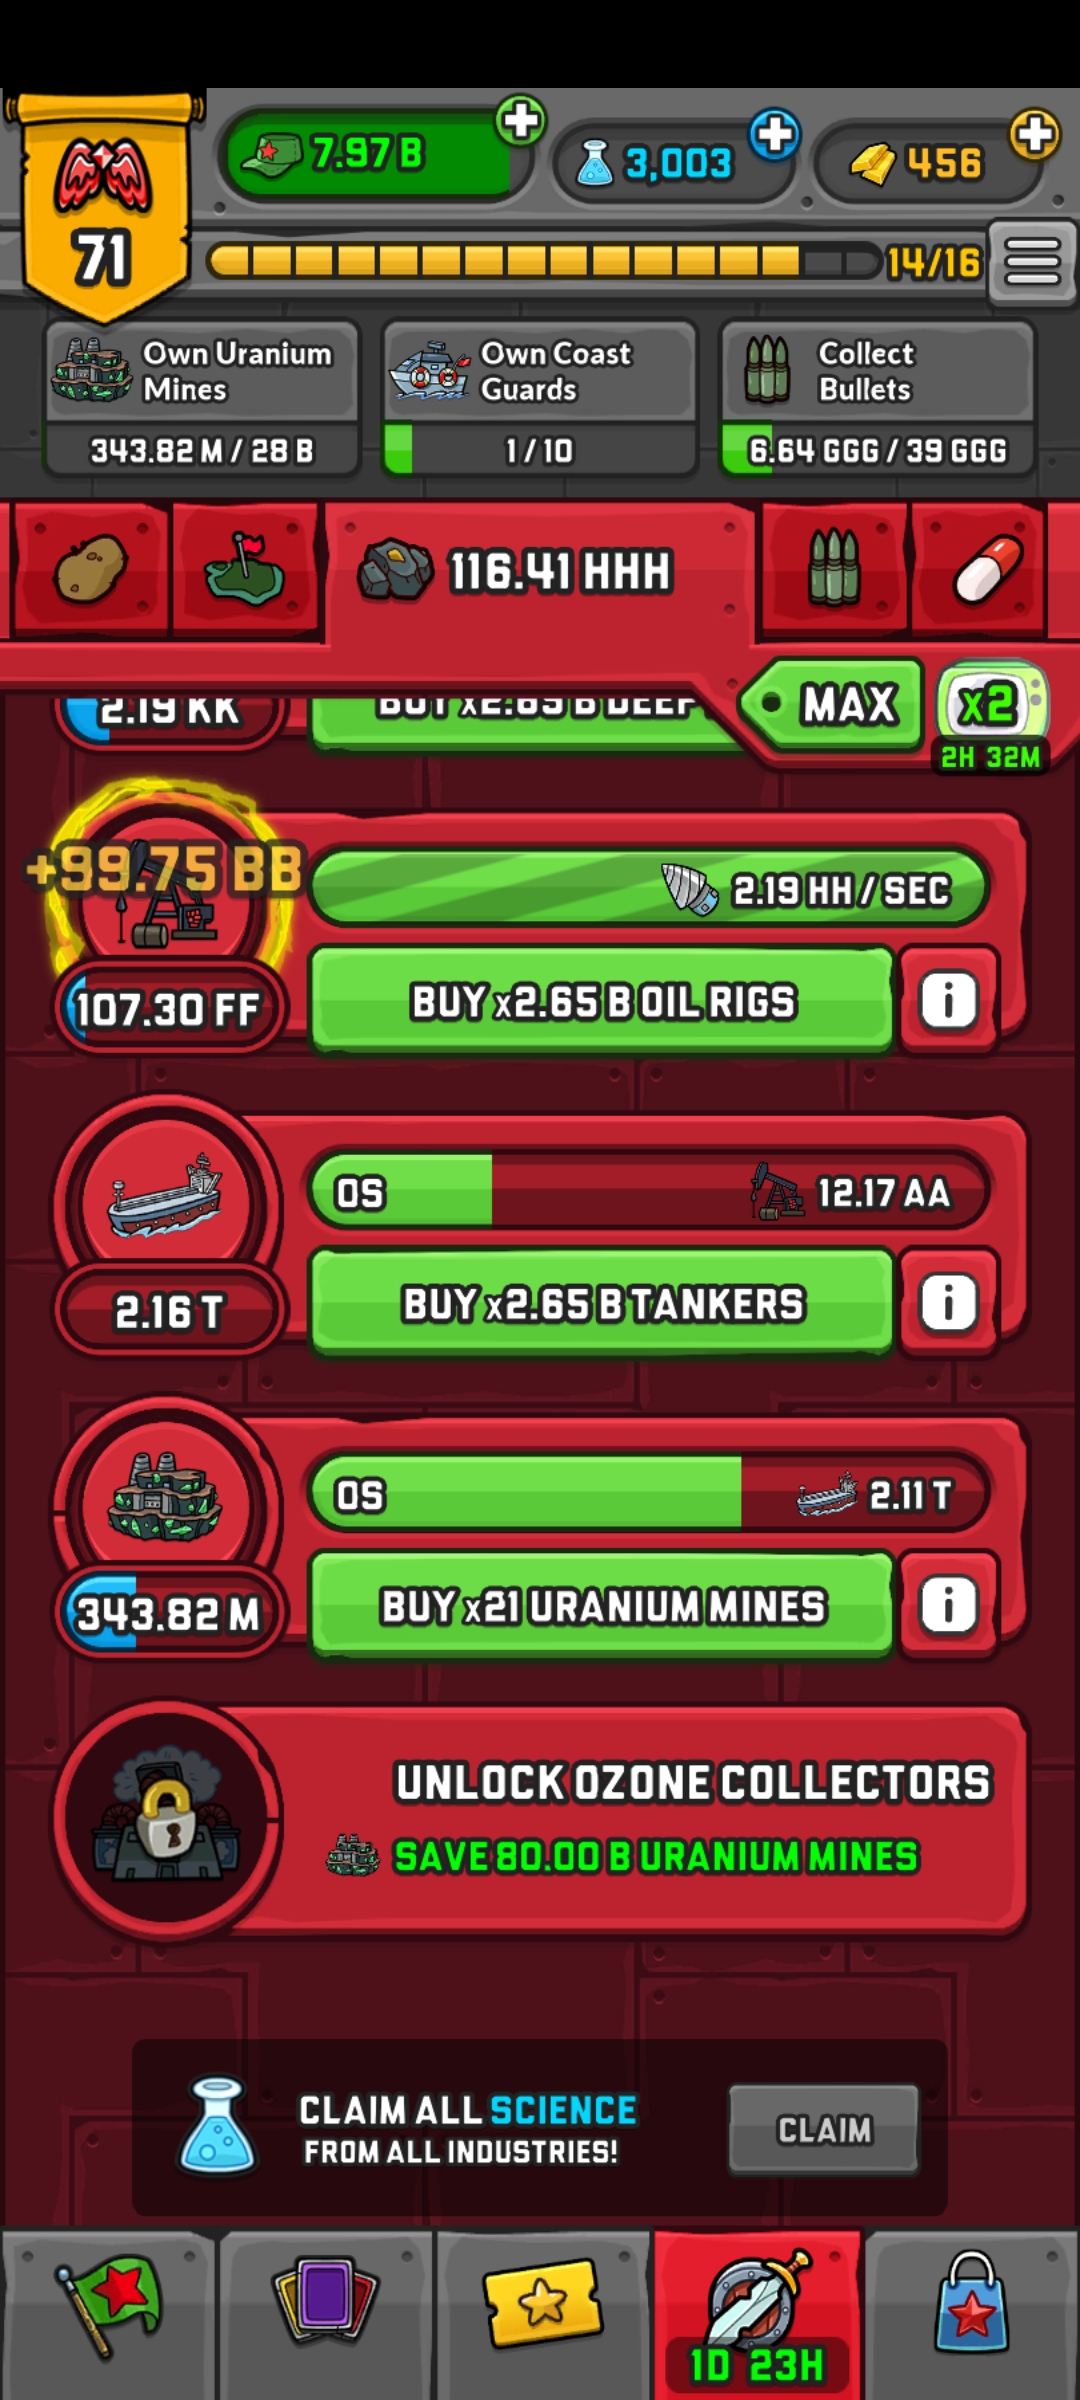 7.97 B
3,003
456
71
14/16
Own Uranium
Mines
343.82 M / 28 B
Own Coast
Guards
1 / 10
Collect
Bullets
6.64 GGG / 39 GGG
116.41 HHH
MAX
x2
2H 32M
2.19 KK
BUY x2.65 B DEEP
+99.75 BB
2.19 HH / SEC
107.30 FF
BUY x2.65 B OIL RIGS
i
0S
12.17 AA
2.16 T
BUY x2.65 B TANKERS
i
0S
2.11 T
343.82 M
BUY x21 URANIUM MINES
i
UNLOCK OZONE COLLECTORS
SAVE 80.00 B URANIUM MINES
CLAIM ALL SCIENCE
FROM ALL INDUSTRIES!
CLAIM
1D 23H